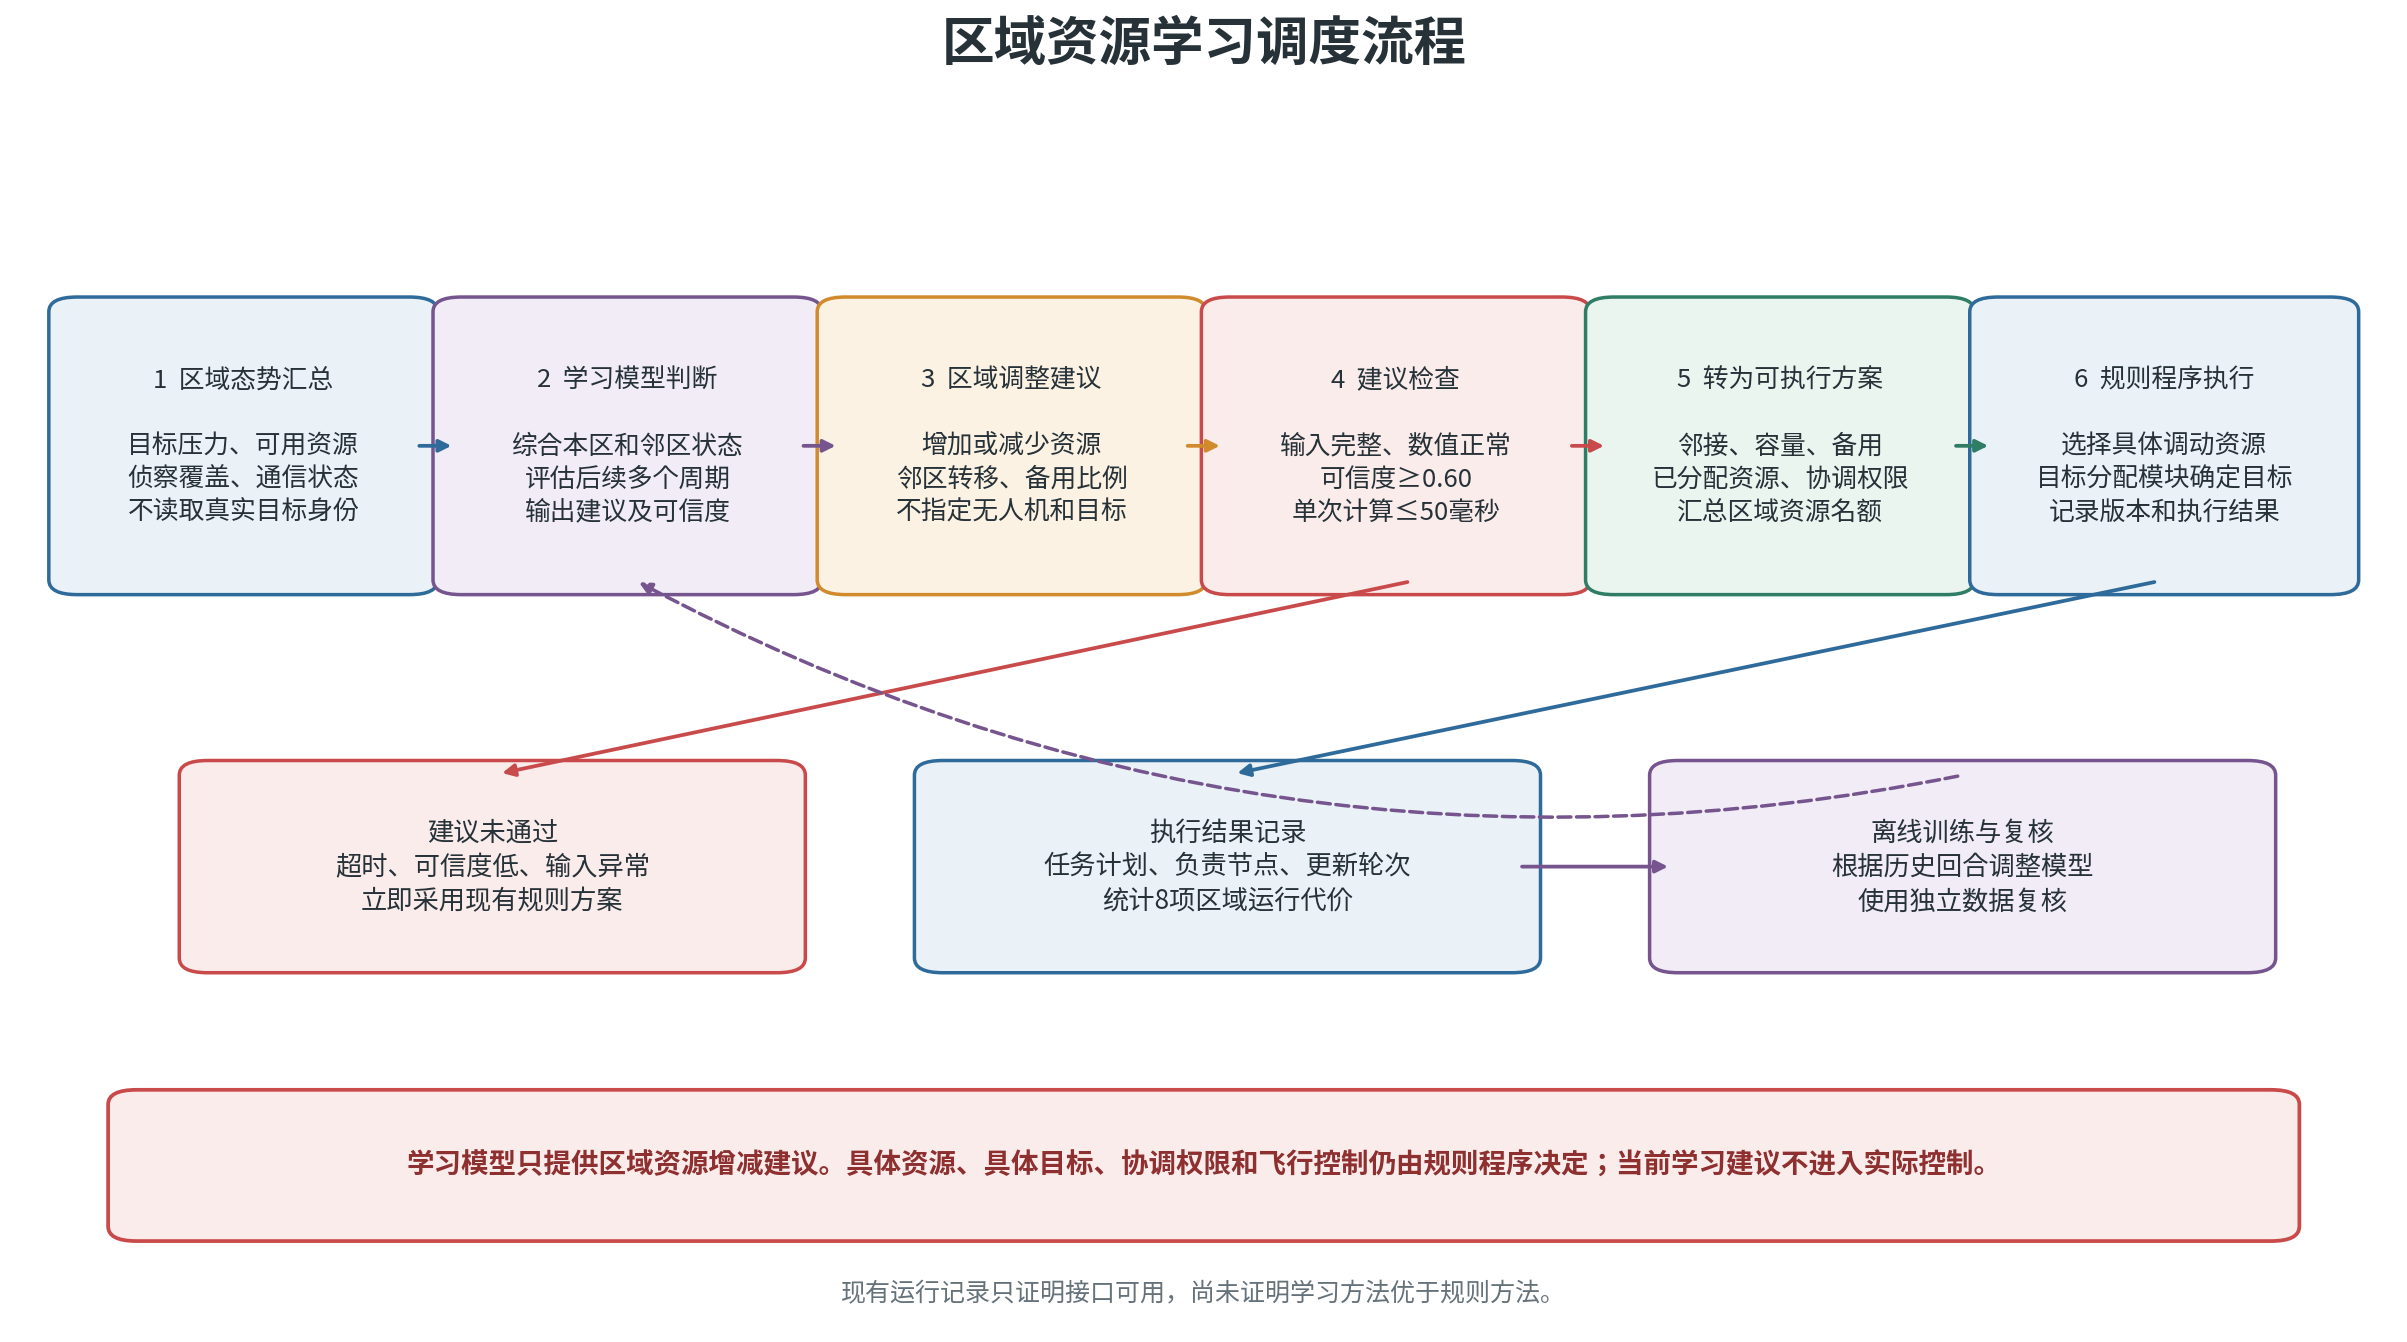 区域资源学习调度流程
1 区域态势汇总
目标压力、可用资源
侦察覆盖、通信状态
不读取真实目标身份
2 学习模型判断
综合本区和邻区状态
评估后续多个周期
输出建议及可信度
3 区域调整建议
增加或减少资源
邻区转移、备用比例
不指定无人机和目标
4 建议检查
输入完整、数值正常
可信度≥0.60
单次计算≤50毫秒
5 转为可执行方案
邻接、容量、备用
已分配资源、协调权限
汇总区域资源名额
6 规则程序执行
选择具体调动资源
目标分配模块确定目标
记录版本和执行结果
建议未通过
超时、可信度低、输入异常
立即采用现有规则方案
执行结果记录
任务计划、负责节点、更新轮次
统计8项区域运行代价
离线训练与复核
根据历史回合调整模型
使用独立数据复核
学习模型只提供区域资源增减建议。具体资源、具体目标、协调权限和飞行控制仍由规则程序决定；当前学习建议不进入实际控制。
现有运行记录只证明接口可用，尚未证明学习方法优于规则方法。